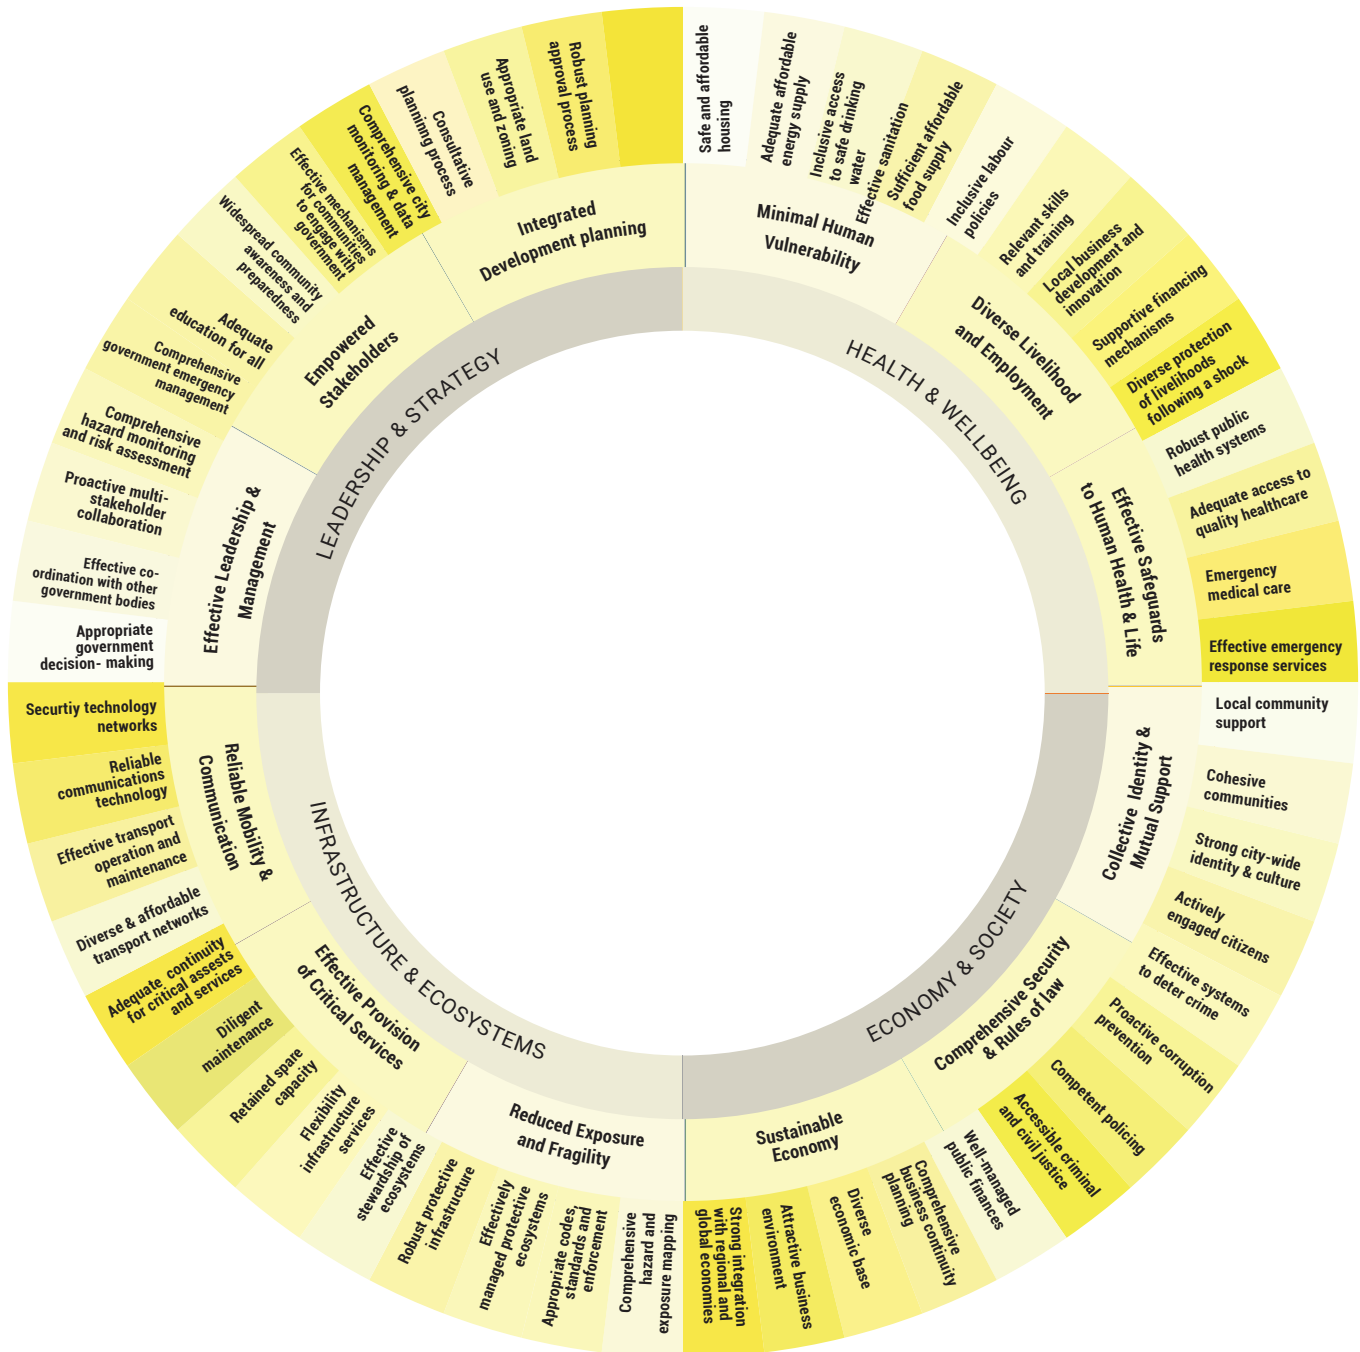 Safe and affordable
housing
Adequate affordable
energy supply
Inclusive access
to safe drinking
water
Effective sanitation
Sufficient affordable
food supply
Inclusive labour
policies
Relevant skills
and training
Local business
development and
innovation
Supportive financing
mechanisms
Diverse protection
of livelihoods
following a shock
Robust public
health systems
Adequate access to
quality healthcare
Emergency
medical care
Effective emergency
response services
Local community
support
Cohesive
communities
Strong city-wide
identity & culture
Actively
engaged citizens
Effective systems
to deter crime
Proactive corruption
prevention
Competent policing
Accessible criminal
and civil justice
Well-managed
public finances
Comprehensive
business continuity
planning
Diverse
economic base
Attractive business
environment
Strong integration
with regional and
global economies
Comprehensive
hazard and
exposure mapping
Appropriate codes,
standards and
enforcement
Effectively
managed protective
ecosystems
Robust protective
infrastructure
Effective
stewardship of
ecosystems
Flexibility
infrastructure
services
Retained spare
capacity
Diligent
maintenance
Adequate continuity
for critical assests
and services
Diverse & affordable
transport networks
Effective transport
operation and
maintenance
Reliable
communications
technology
Securtiy technology
networks
Appropriate
government
decision- making
Effective co-
ordination with other
government bodies
Proactive multi-
stakeholder
collaboration
Comprehensive
hazard monitoring
and risk assessment
Comprehensive
government emergency
management
Adequate
education for all
Widespread community
awareness and
preparedness
Effective mechanisms
for communities
to engage with
government
Comprehensive city
monitoring & data
management
Consultative
planninng process
Appropriate land
use and zoning
Robust planning
approval process
Minimal Human
Vulnerability
Diverse Livelihood
and Employment
Effective Safeguards
to Human Health & Life
Collective Identity &
Mutual Support
Comprehensive Security
& Rules of law
Sustainable
Economy
Reduced Exposure
and Fragility
Effective Provision
of Critical Services
Reliable Mobility &
Communication
Effective Leadership &
Management
Empowered
Stakeholders
Integrated
Development planning
HEALTH & WELLBEING
ECONOMY & SOCIETY
INFRASTRUCTURE & ECOSYSTEMS
LEADERSHIP & STRATEGY